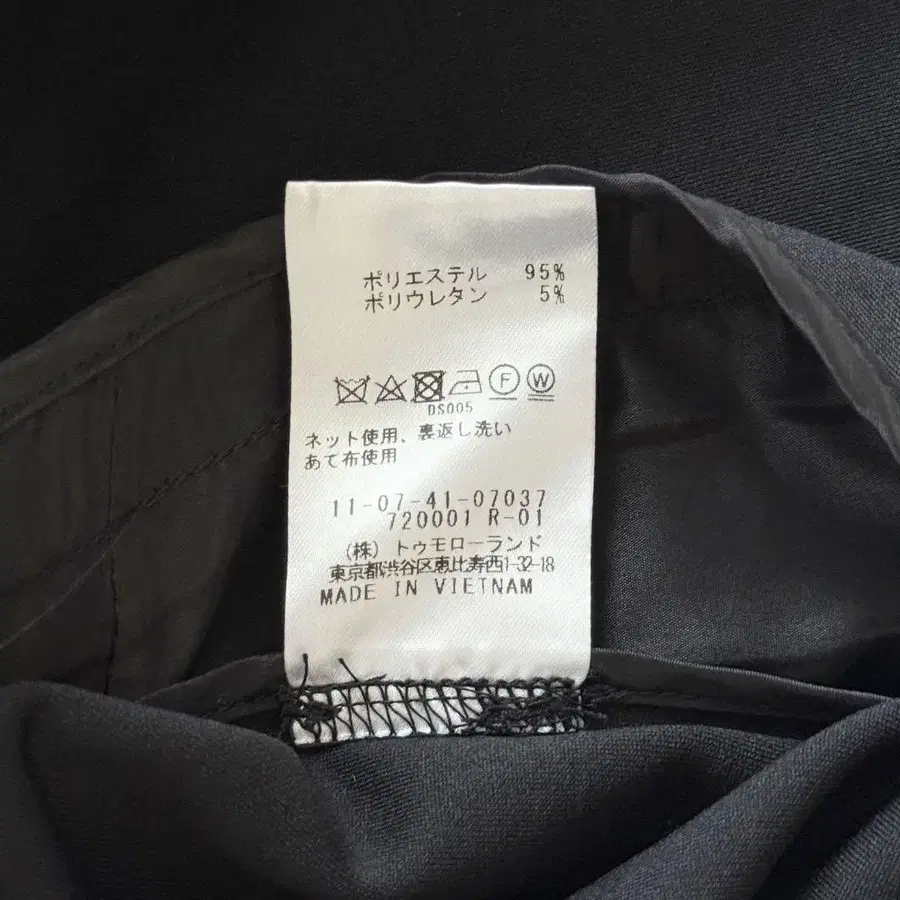 ポリエステル 95%
ポリウレタン 5%
F W
DS005
ネット使用、裏返し洗い
あて布使用
11-07-41-07037
720001 R-01
(株) トゥモローランド
東京都渋谷区恵比寿西1-32-18
MADE IN VIETNAM